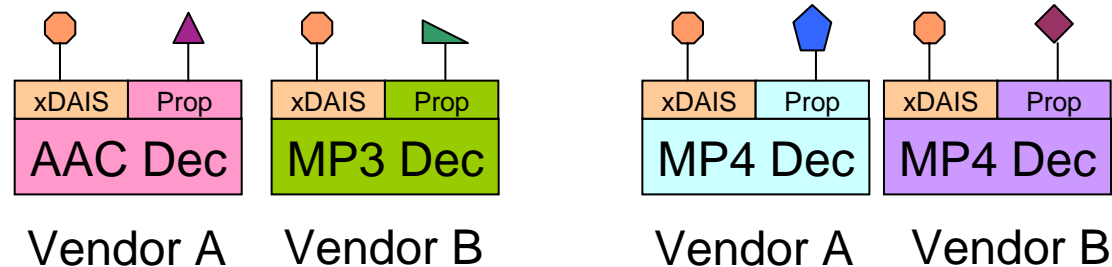 xDAIS Prop xDAIS Prop xDAIS Prop xDAIS Prop
AAC Dec MP3 Dec MP4 Dec MP4 Dec
Vendor A Vendor B Vendor A Vendor B